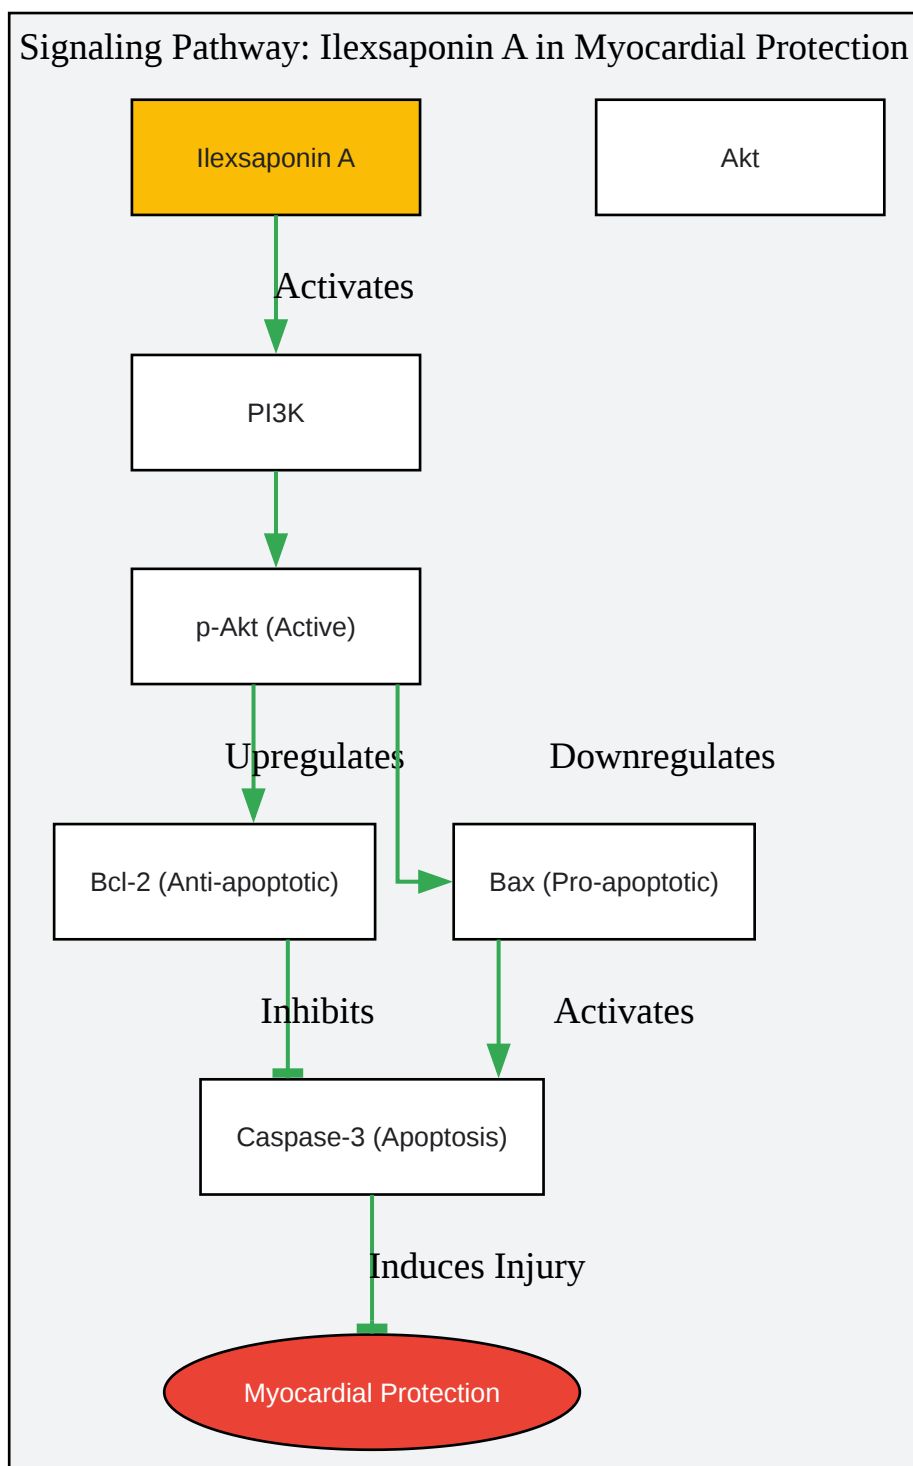 Signaling Pathway: Ilexsaponin A in Myocardial Protection
Ilexsaponin A
Akt
Activates
PI3K
p-Akt (Active)
Upregulates
Downregulates
Bcl-2 (Anti-apoptotic)
Bax (Pro-apoptotic)
Inhibits
Activates
Caspase-3 (Apoptosis)
Induces Injury
Myocardial Protection